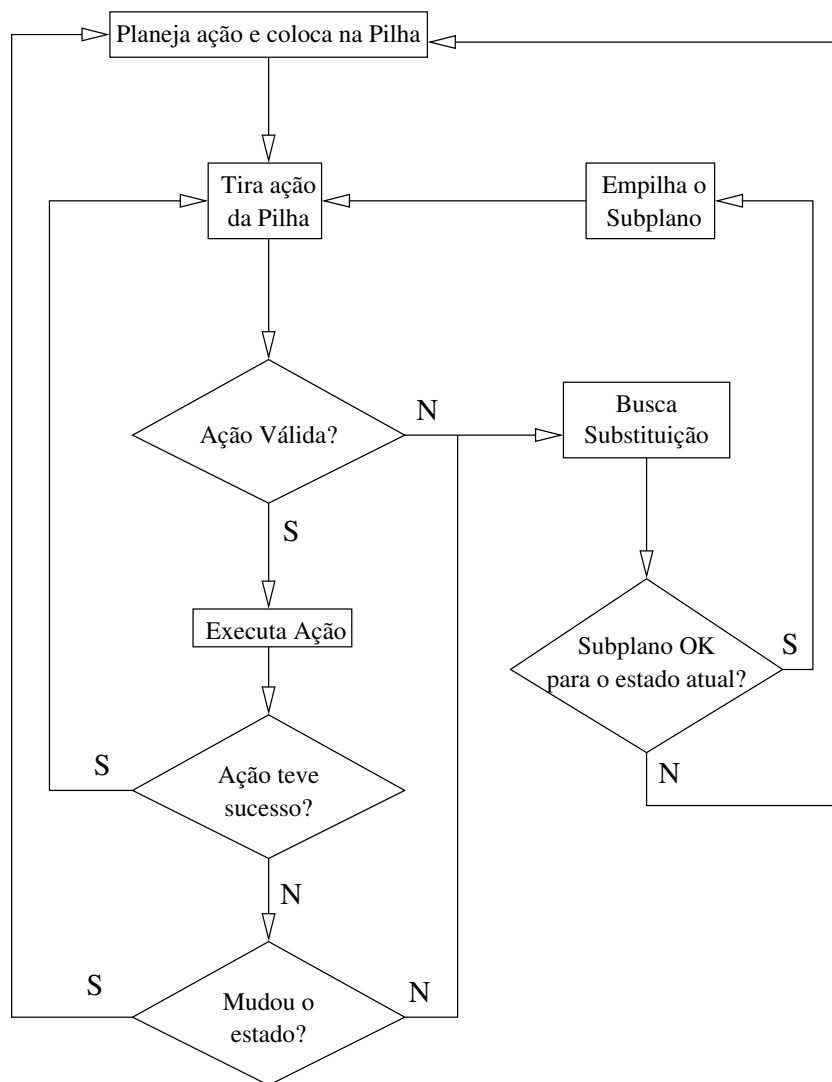 Planeja ação e coloca na Pilha
Tira ação
da Pilha
Empilha o
Subplano
Ação Válida?
N
Busca
Substituição
S
Executa Ação
Subplano OK
para o estado atual?
S
N
Ação teve
sucesso?
S
N
Mudou o
estado?
S
N